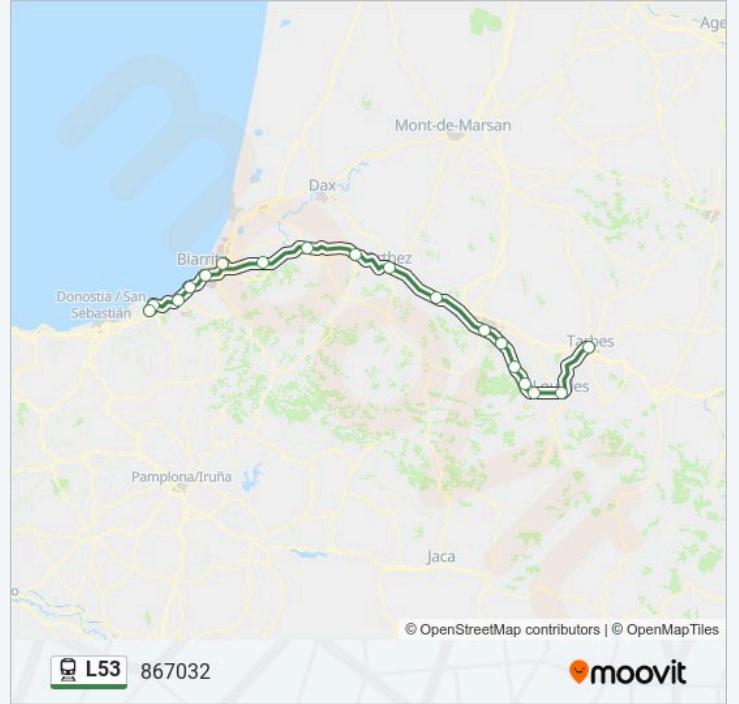 Age
Mont-de-Marsan
Dax
Biarrit
thez
Donostia / San
Sebastián
Tarbes
Lourdes
Pamplona/Iruña
Jaca
o
© OpenStreetMap contributors | © OpenMapTiles
L53 867032 moovit